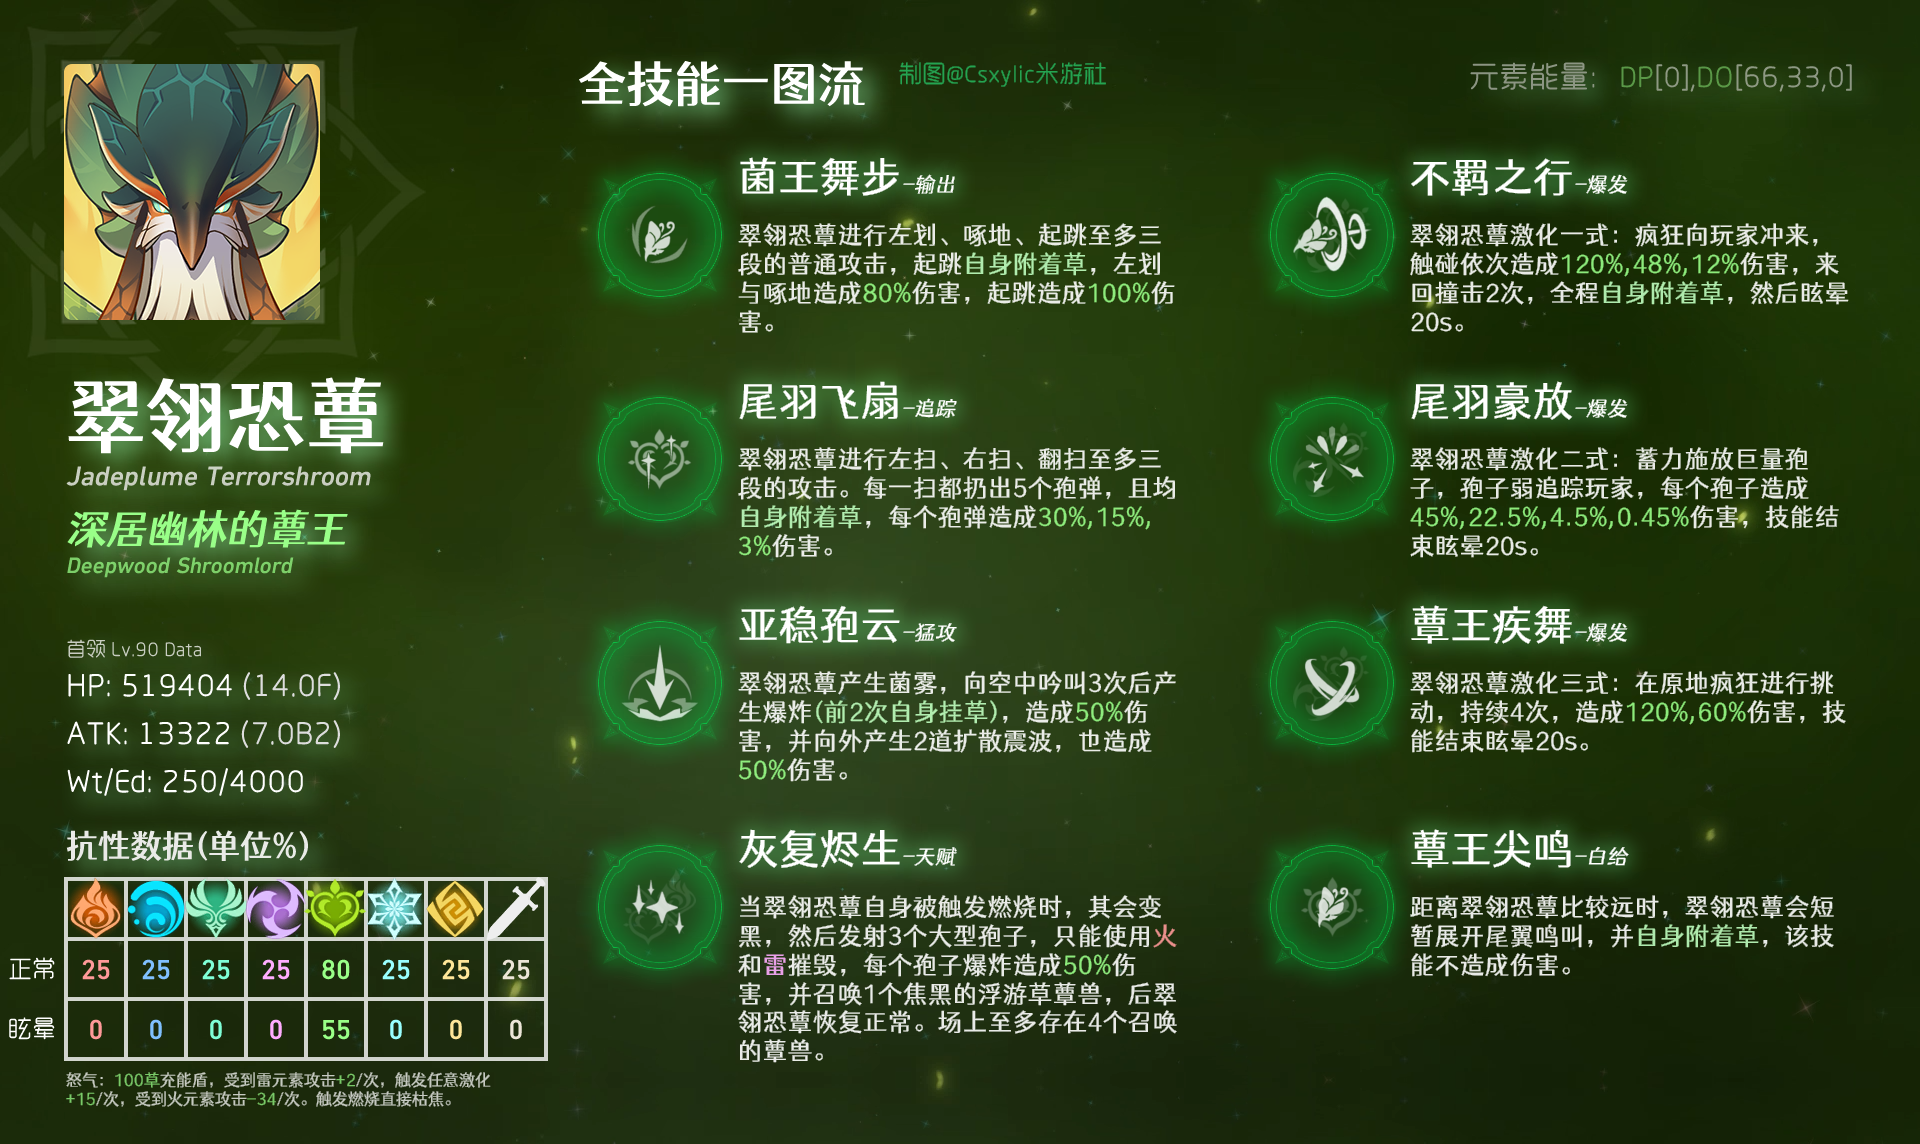 全技能一图流
制图@Csxylic米游社
元素能量： DP[0],DO[66,33,0]
翠翎恐蕈
Jadeplume Terrorshroom
深居幽林的蕈王
Deepwood Shroomlord
首领 Lv.90 Data
HP: 519404 (14.0F)
ATK: 13322 (7.0B2)
Wt/Ed: 250/4000
抗性数据(单位%)
正常 25 25 25 25 80 25 25 25
眩晕 0 0 0 0 55 0 0 0
怒气：100草充能盾，受到雷元素攻击+2/次，触发任意激化
+15/次，受到火元素攻击-34/次。触发燃烧直接枯焦。
菌王舞步-输出
翠翎恐蕈进行左划、啄地、起跳至多三
段的普通攻击，起跳自身附着草，左划
与啄地造成80%伤害，起跳造成100%伤
害。
尾羽飞扇-追踪
翠翎恐蕈进行左扫、右扫、翻扫至多三
段的攻击。每一扫都扔出5个孢弹，且均
自身附着草，每个孢弹造成30%,15%,
3%伤害。
亚稳孢云-猛攻
翠翎恐蕈产生菌雾，向空中吟叫3次后产
生爆炸(前2次自身挂草)，造成50%伤
害，并向外产生2道扩散震波，也造成
50%伤害。
灰复烬生-天赋
当翠翎恐蕈自身被触发燃烧时，其会变
黑，然后发射3个大型孢子，只能使用火
和雷摧毁，每个孢子爆炸造成50%伤
害，并召唤1个焦黑的浮游草蕈兽，后翠
翎恐蕈恢复正常。场上至多存在4个召唤
的蕈兽。
不羁之行-爆发
翠翎恐蕈激化一式：疯狂向玩家冲来，
触碰依次造成120%,48%,12%伤害，来
回撞击2次，全程自身附着草，然后眩晕
20s。
尾羽豪放-爆发
翠翎恐蕈激化二式：蓄力施放巨量孢
子，孢子弱追踪玩家，每个孢子造成
45%,22.5%,4.5%,0.45%伤害，技能结
束眩晕20s。
蕈王疾舞-爆发
翠翎恐蕈激化三式：在原地疯狂进行挑
动，持续4次，造成120%,60%伤害，技
能结束眩晕20s。
蕈王尖鸣-白给
距离翠翎恐蕈比较远时，翠翎恐蕈会短
暂展开尾翼鸣叫，并自身附着草，该技
能不造成伤害。